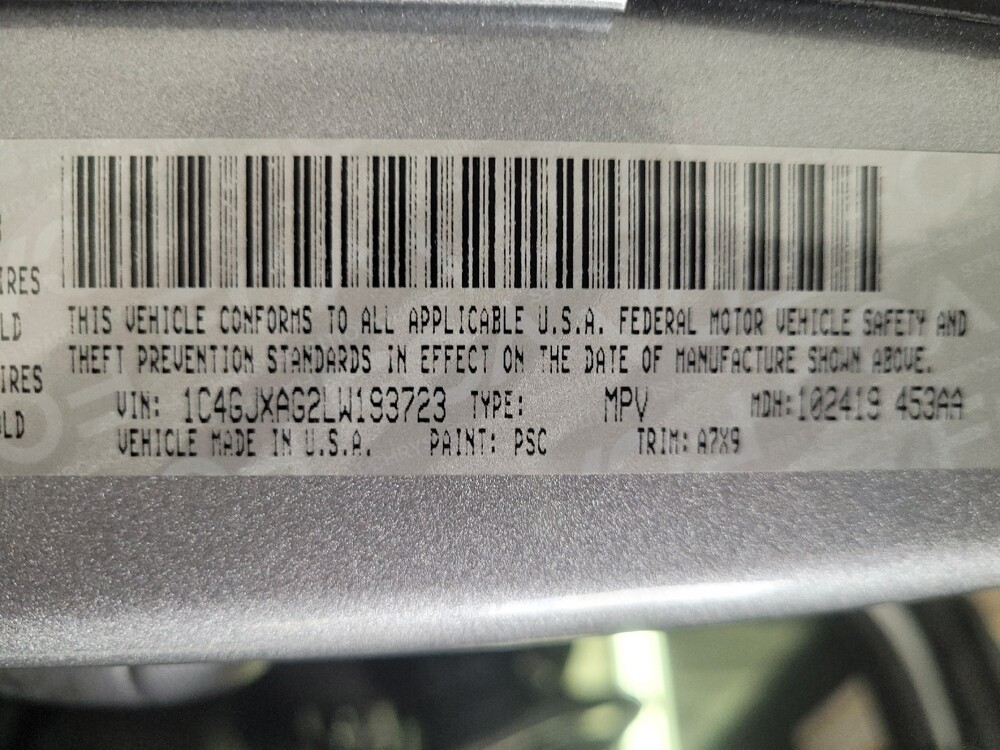 IRES
THIS VEHICLE CONFORMS TO ALL APPLICABLE U.S.A. FEDERAL MOTOR VEHICLE SAFETY AND
LD
THEFT PREVENTION STANDARDS IN EFFECT ON THE DATE OF MANUFACTURE SHOWN ABOVE.
IRES
VIN: 1C4GJXAG2LW193723 TYPE: MPV MDH:102419 453AA
OLD
VEHICLE MADE IN U.S.A. PAINT: PSC TRIM: A7X9